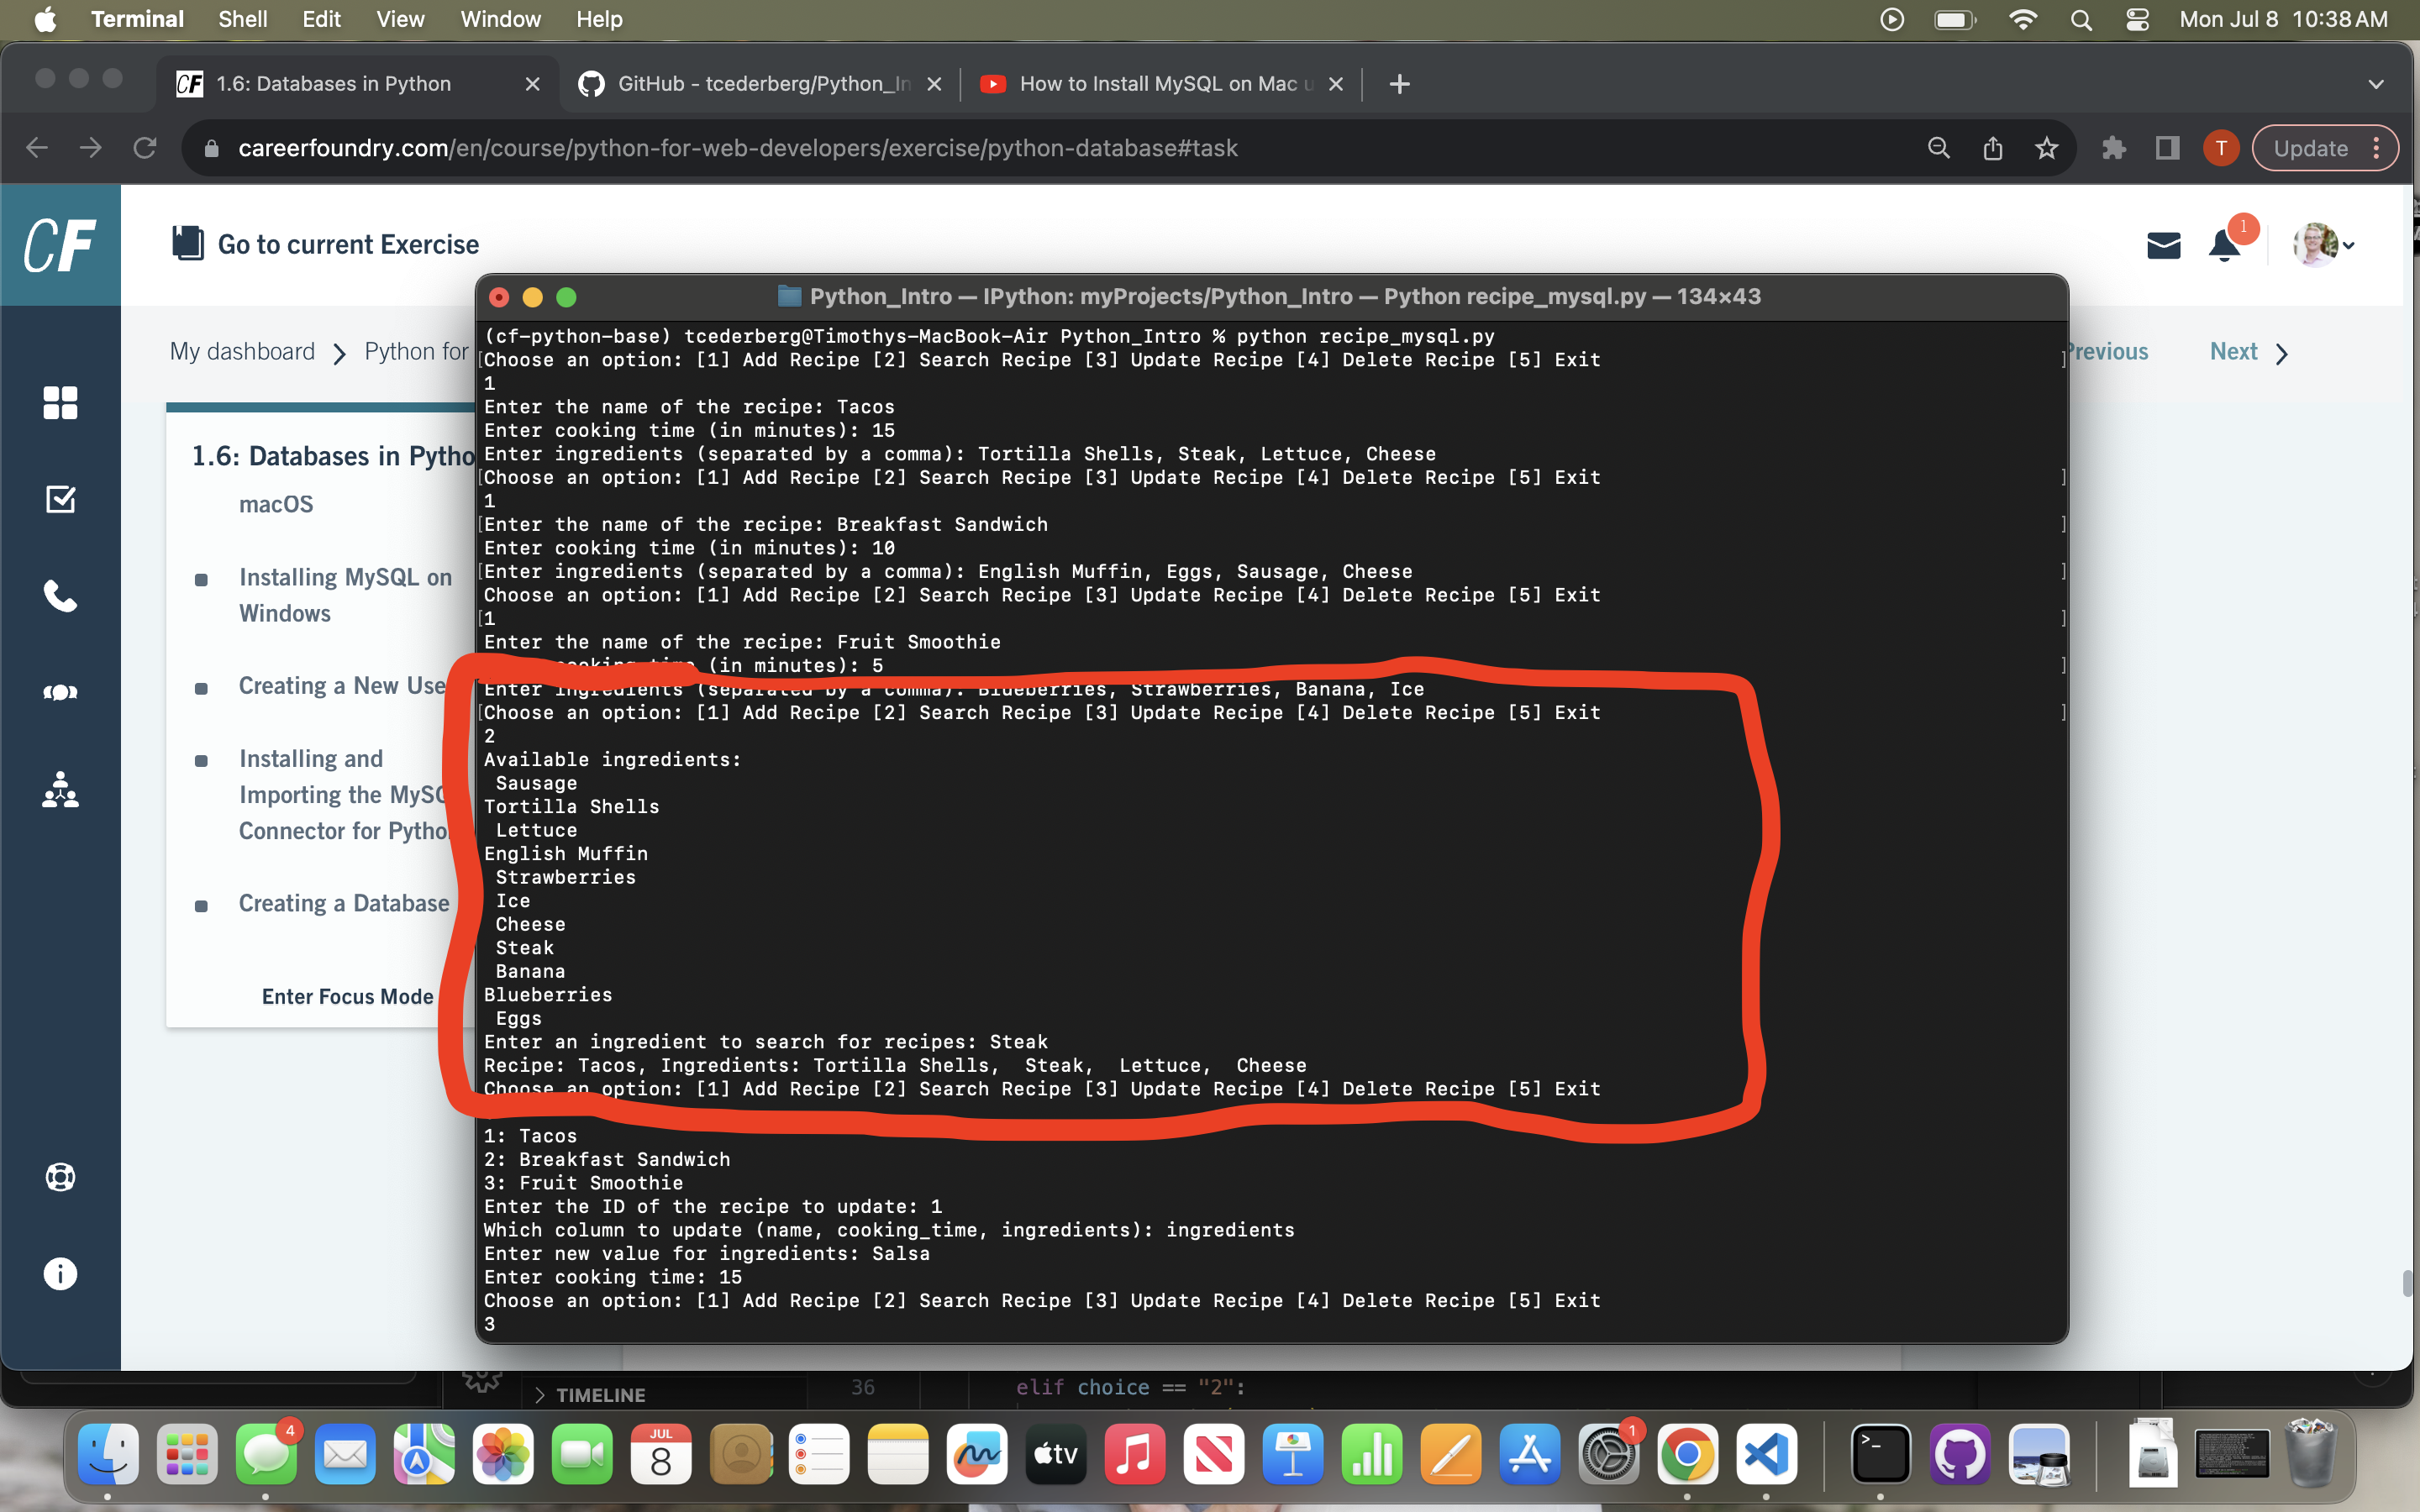 Terminal Shell Edit View Window Help Mon Jul 8 10:38 AM
CF 1.6: Databases in Python GitHub - tcederberg/Python_In How to Install MySQL on Mac u
careerfoundry.com/en/course/python-for-web-developers/exercise/python-database#task T Update
CF Go to current Exercise 1
Python_Intro — IPython: myProjects/Python_Intro — Python recipe_mysql.py — 134×43
My dashboard Python for
Previous Next
1.6: Databases in Pytho
macOS
Installing MySQL on
Windows
Creating a New Use
Installing and
Importing the MySQ
Connector for Pytho
Creating a Database
Enter Focus Mode
(cf-python-base) tcederberg@Timothys-MacBook-Air Python_Intro % python recipe_mysql.py
[Choose an option: [1] Add Recipe [2] Search Recipe [3] Update Recipe [4] Delete Recipe [5] Exit ]
1
Enter the name of the recipe: Tacos
Enter cooking time (in minutes): 15
Enter ingredients (separated by a comma): Tortilla Shells, Steak, Lettuce, Cheese
[Choose an option: [1] Add Recipe [2] Search Recipe [3] Update Recipe [4] Delete Recipe [5] Exit ]
1
[Enter the name of the recipe: Breakfast Sandwich ]
Enter cooking time (in minutes): 10
[Enter ingredients (separated by a comma): English Muffin, Eggs, Sausage, Cheese ]
Choose an option: [1] Add Recipe [2] Search Recipe [3] Update Recipe [4] Delete Recipe [5] Exit
[1 ]
Enter the name of the recipe: Fruit Smoothie
cooking time (in minutes): 5 ]
Enter ingredients (separated by a comma): Blueberries, Strawberries, Banana, Ice
[Choose an option: [1] Add Recipe [2] Search Recipe [3] Update Recipe [4] Delete Recipe [5] Exit ]
2
Available ingredients:
 Sausage
Tortilla Shells
 Lettuce
English Muffin
 Strawberries
 Ice
 Cheese
 Steak
 Banana
Blueberries
 Eggs
Enter an ingredient to search for recipes: Steak
Recipe: Tacos, Ingredients: Tortilla Shells,  Steak,  Lettuce,  Cheese
Choose an option: [1] Add Recipe [2] Search Recipe [3] Update Recipe [4] Delete Recipe [5] Exit
1: Tacos
2: Breakfast Sandwich
3: Fruit Smoothie
Enter the ID of the recipe to update: 1
Which column to update (name, cooking_time, ingredients): ingredients
Enter new value for ingredients: Salsa
Enter cooking time: 15
Choose an option: [1] Add Recipe [2] Search Recipe [3] Update Recipe [4] Delete Recipe [5] Exit
3
TIMELINE 36 elif choice == "2":
4 JUL 8 tv 1 >_